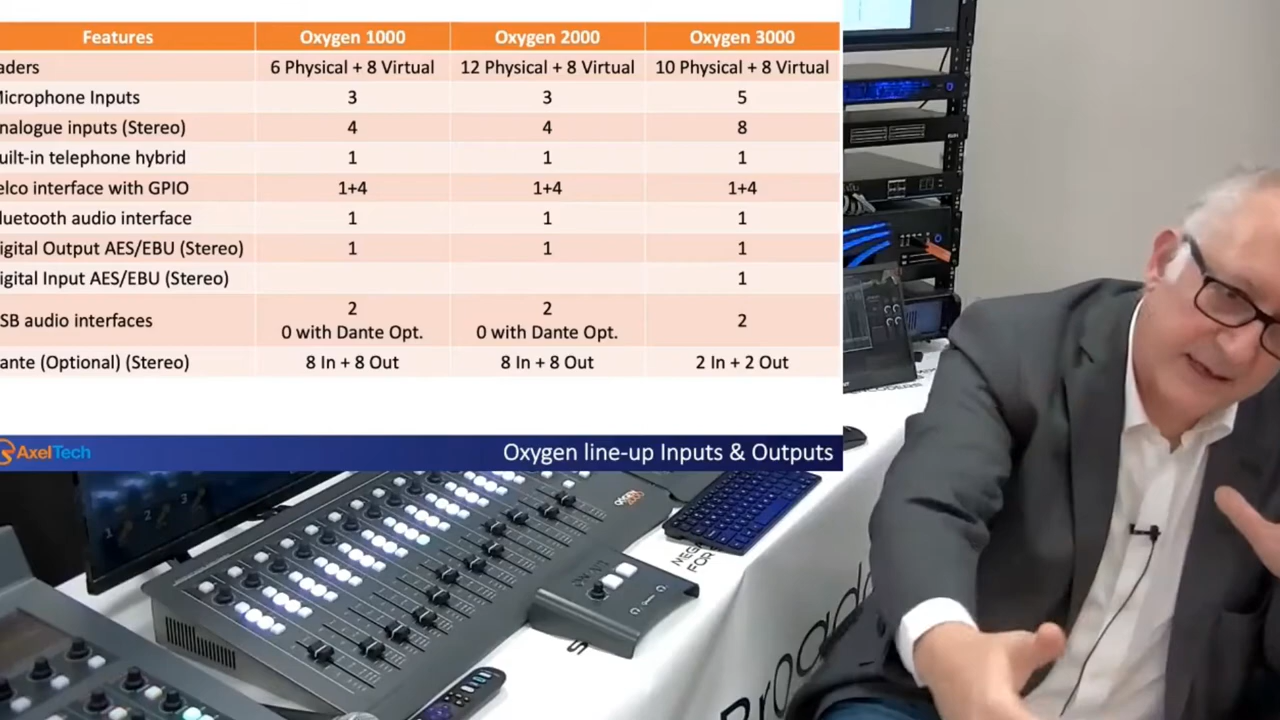 Features Oxygen 1000 Oxygen 2000 Oxygen 3000
aders 6 Physical + 8 Virtual 12 Physical + 8 Virtual 10 Physical + 8 Virtual
Microphone Inputs 3 3 5
nalogue inputs (Stereo) 4 4 8
uilt-in telephone hybrid 1 1 1
elco interface with GPIO 1+4 1+4 1+4
luetooth audio interface 1 1 1
igital Output AES/EBU (Stereo) 1 1 1
igital Input AES/EBU (Stereo) 1
SB audio interfaces 2 0 with Dante Opt. 2 0 with Dante Opt. 2
ante (Optional) (Stereo) 8 In + 8 Out 8 In + 8 Out 2 In + 2 Out
AxelTech Oxygen line-up Inputs & Outputs
1 2 3
Broad